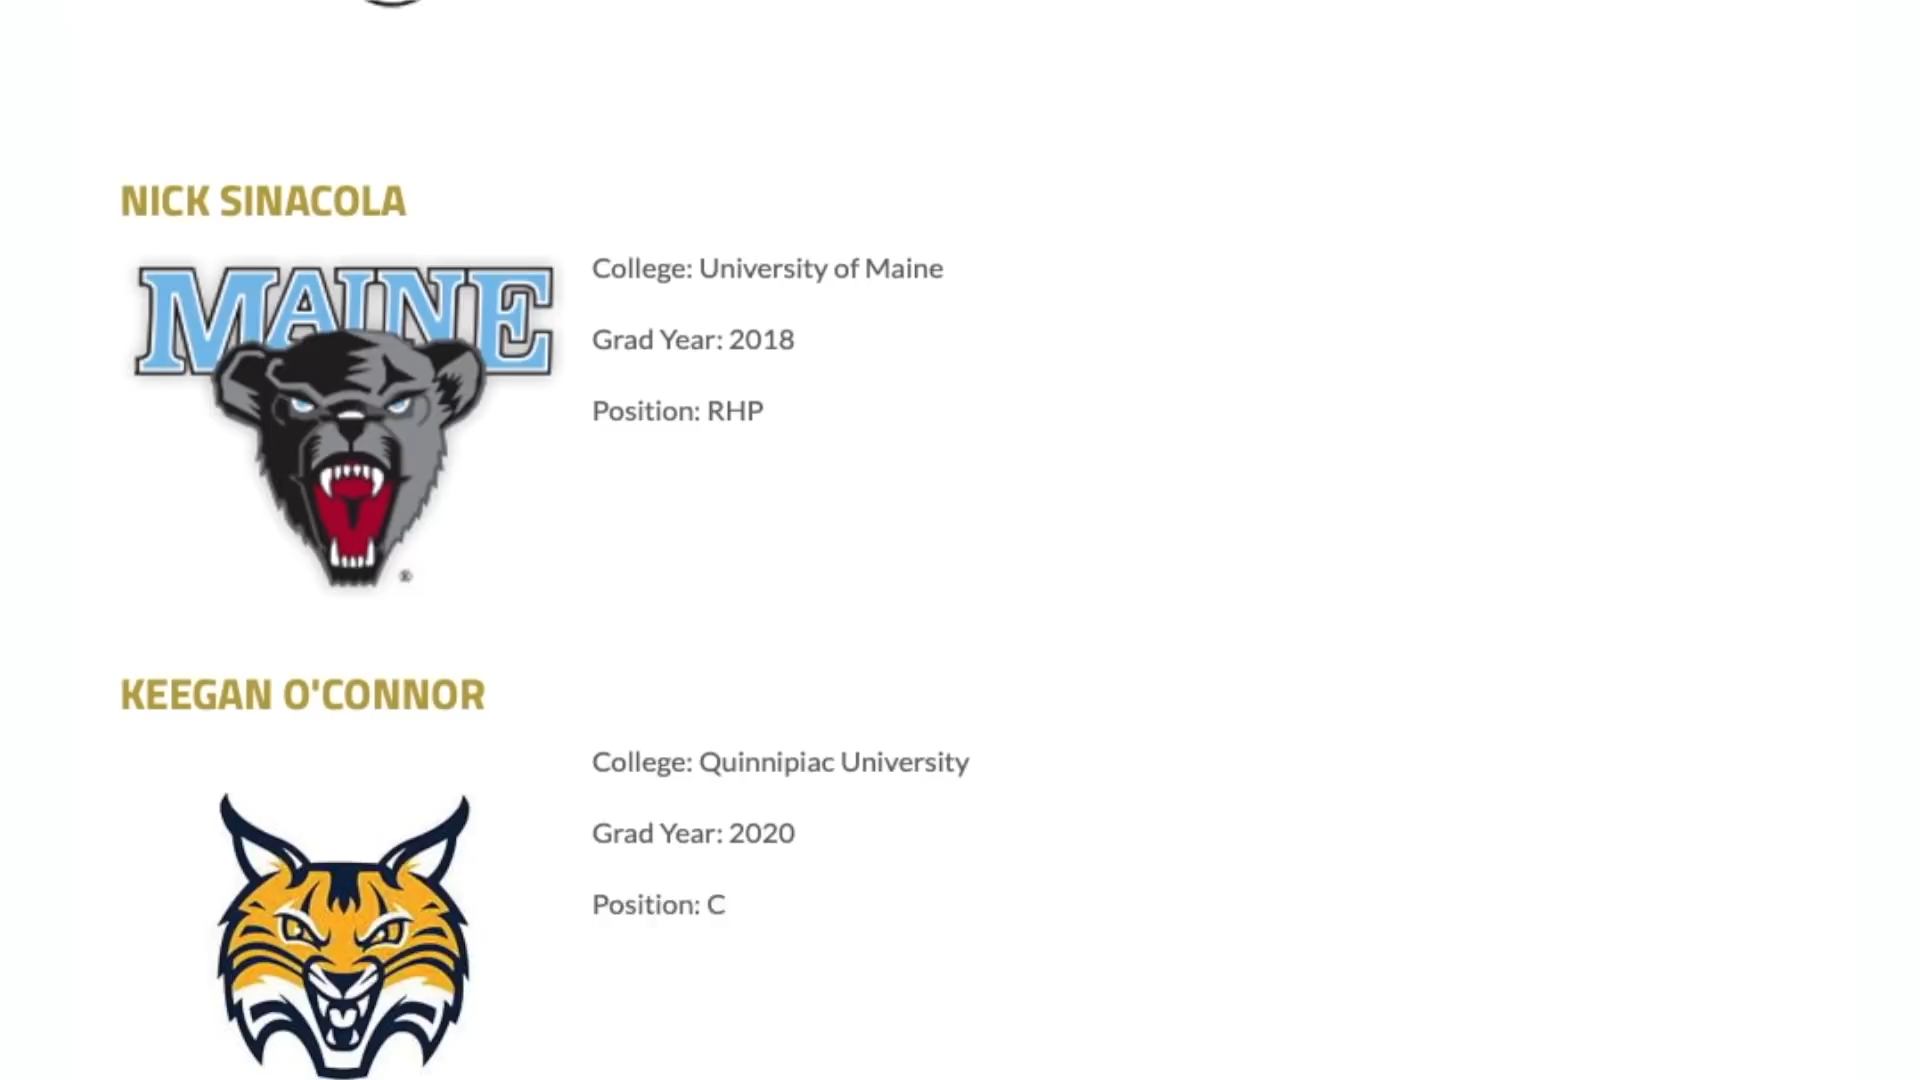 NICK SINACOLA
MAINE
College: University of Maine
Grad Year: 2018
Position: RHP
®
KEEGAN O'CONNOR
College: Quinnipiac University
Grad Year: 2020
Position: C